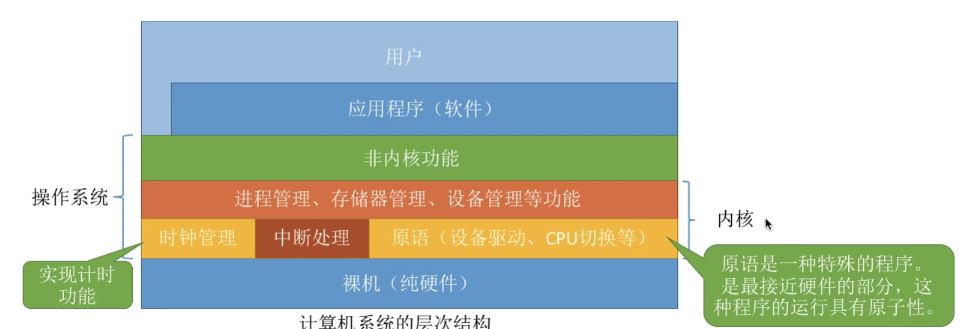 用户
应用程序（软件）
非内核功能
操作系统
进程管理、存储器管理、设备管理等功能
内核
时钟管理
中断处理
原语（设备驱动、CPU切换等）
实现计时
功能
裸机（纯硬件）
原语是一种特殊的程序。
是最接近硬件的部分，这
种程序的运行具有原子性。
计算机系统的层次结构